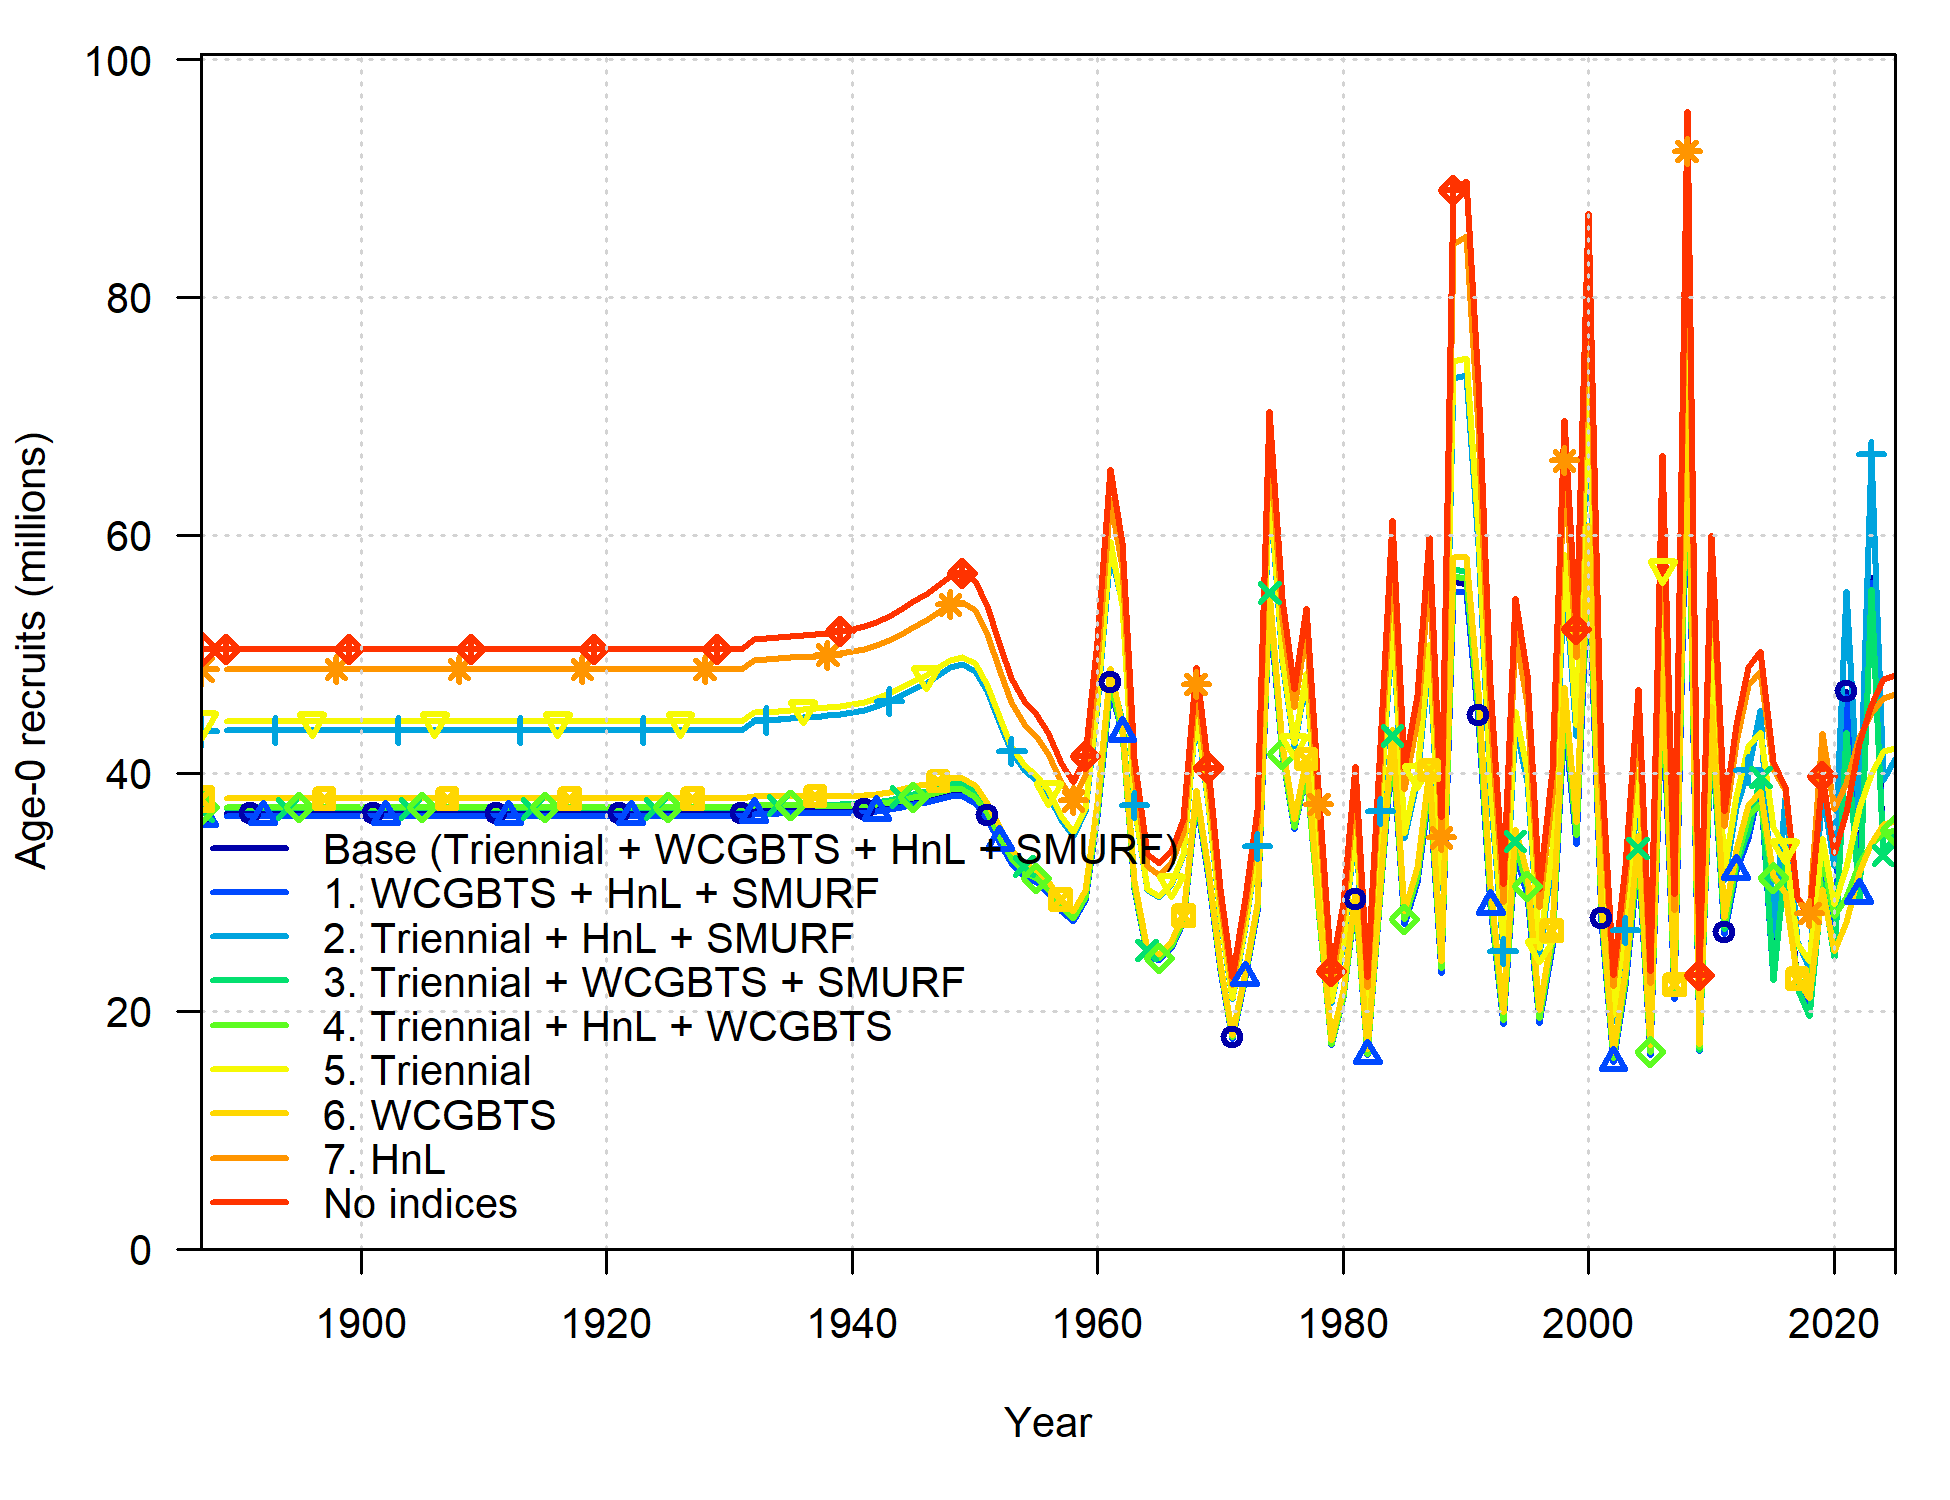 100
80
60
40
20
0
Age-0 recruits (millions)
Base (Triennial + WCGBTS + HnL + SMURF)
1. WCGBTS + HnL + SMURF
2. Triennial + HnL + SMURF
3. Triennial + WCGBTS + SMURF
4. Triennial + HnL + WCGBTS
5. Triennial
6. WCGBTS
7. HnL
No indices
1900 1920 1940 1960 1980 2000 2020
Year